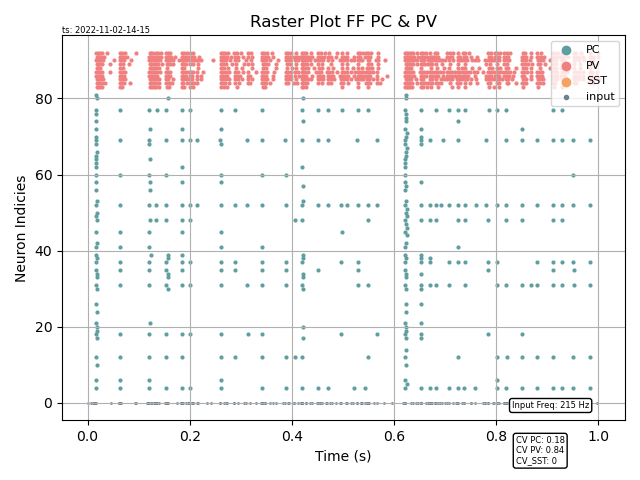 Raster Plot FF PC & PV
ts: 2022-11-02-14-15
PC
PV
SST
input
80
60
40
20
0
Neuron Indicies
Input Freq: 215 Hz
0.0 0.2 0.4 0.6 0.8 1.0
Time (s)
CV PC: 0.18
CV PV: 0.84
CV_SST: 0